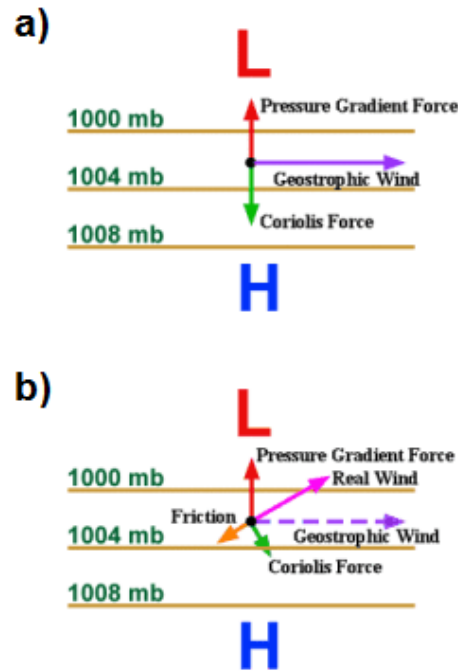 a)
L
Pressure Gradient Force
1000 mb
1004 mb
Geostrophic Wind
Coriolis Force
1008 mb
H
b)
L
Pressure Gradient Force
1000 mb
Real Wind
Friction
1004 mb
Geostrophic Wind
Coriolis Force
1008 mb
H